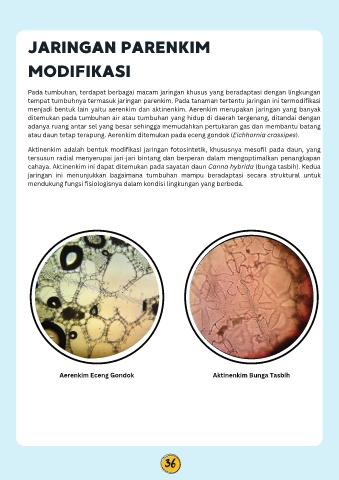 JARINGAN PARENKIM
MODIFIKASI
Pada tumbuhan, terdapat berbagai macam jaringan khusus yang beradaptasi dengan lingkungan
tempat tumbuhnya termasuk jaringan parenkim. Pada tanaman tertentu jaringan ini termodifikasi
menjadi bentuk lain yaitu aerenkim dan aktinenkim. Aerenkim merupakan jaringan yang banyak
ditemukan pada tumbuhan air atau tumbuhan yang hidup di daerah tergenang, ditandai dengan
adanya ruang antar sel yang besar sehingga memudahkan pertukaran gas dan membantu batang
atau daun tetap terapung. Aerenkim ditemukan pada eceng gondok (Eichhornia crassipes).
Aktinenkim adalah bentuk modifikasi jaringan fotosintetik, khususnya mesofil pada daun, yang
tersusun radial menyerupai jari-jari bintang dan berperan dalam mengoptimalkan penangkapan
cahaya. Aktinenkim ini dapat ditemukan pada sayatan daun Canna hybrida (bunga tasbih). Kedua
jaringan ini menunjukkan bagaimana tumbuhan mampu beradaptasi secara struktural untuk
mendukung fungsi fisiologisnya dalam kondisi lingkungan yang berbeda.
Aerenkim Eceng Gondok
Aktinenkim Bunga Tasbih
36